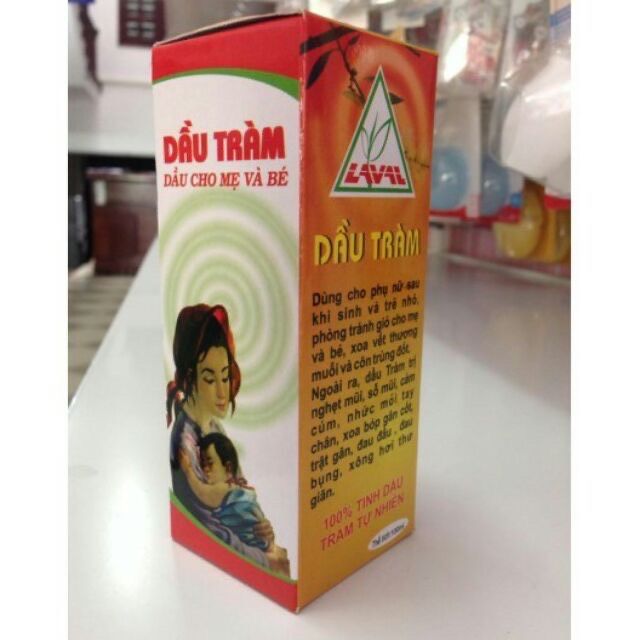 DẦU TRÀM
DẦU CHO MẸ VÀ BÉ
LAVAL
DẦU TRÀM
Dùng cho phụ nữ sau
khi sinh và trẻ nhỏ,
phòng tránh gió cho mẹ
và bé, xoa vết thương
muỗi và côn trùng đốt.
Ngoài ra, dầu Tràm trị
nghẹt mũi, sổ mũi, cảm
cúm, nhức mỏi tay
chân, xoa bóp gân cốt,
trật gân, đau đầu, đau
bụng, xông hơi thư
giãn.
100% TINH DẦU
TRÀM TỰ NHIÊN
Thể tích: 100ml